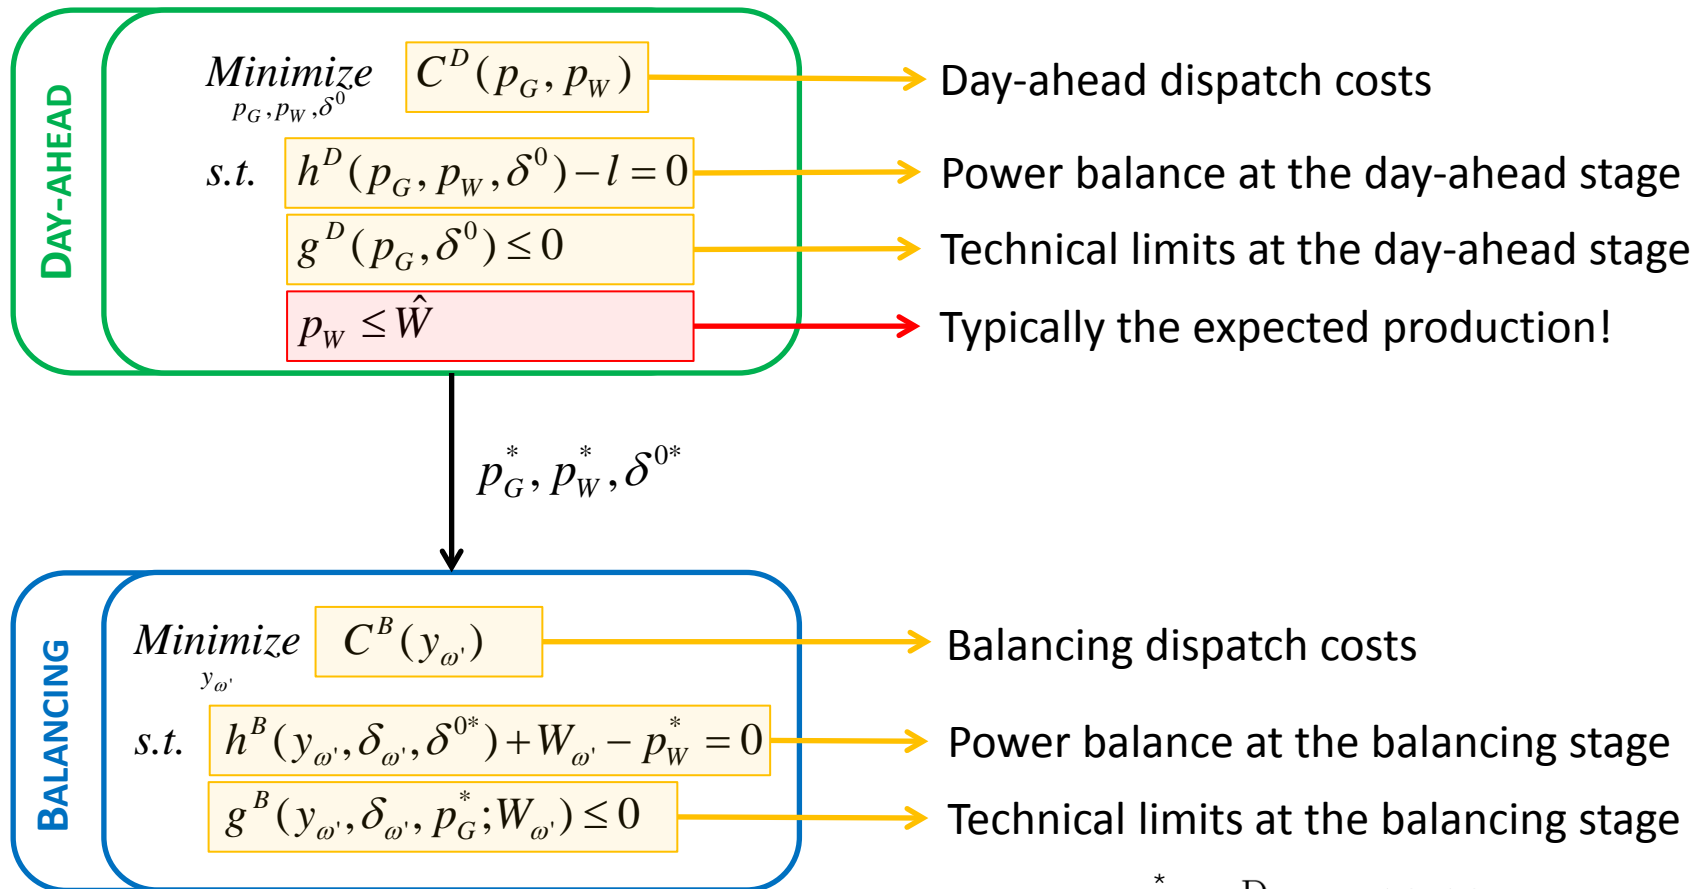 DAY-AHEAD
Minimize C^D(p_G, p_W) Day-ahead dispatch costs
p_G, p_W, δ^0
s.t. h^D(p_G, p_W, δ^0) − l = 0 Power balance at the day-ahead stage
g^D(p_G, δ^0) ≤ 0 Technical limits at the day-ahead stage
p_W ≤ Ŵ Typically the expected production!
p_G^*, p_W^*, δ^{0*}
BALANCING
Minimize C^B(y_ω') Balancing dispatch costs
y_ω'
s.t. h^B(y_ω', δ_ω', δ^{0*}) + W_ω' − p_W^* = 0 Power balance at the balancing stage
g^B(y_ω', δ_ω', p_G^*; W_ω') ≤ 0 Technical limits at the balancing stage
* D